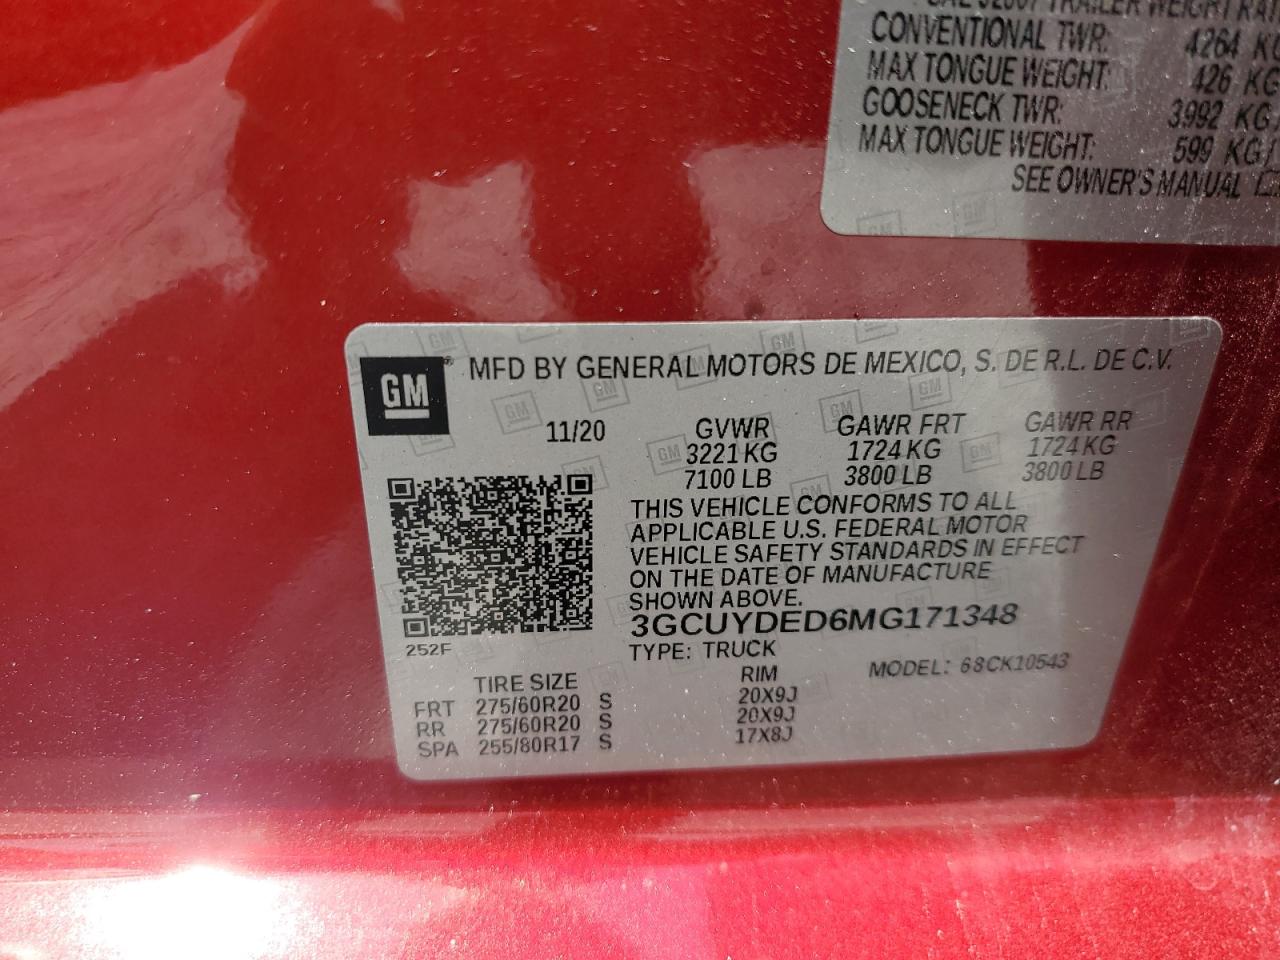 TRAILER WEIGHT
CONVENTIONAL TWR: 4264 KG
MAX TONGUE WEIGHT: 426 KG
GOOSENECK TWR: 3992 KG
MAX TONGUE WEIGHT: 599 KG/
SEE OWNER'S MANUAL
GM® MFD BY GENERAL MOTORS DE MEXICO, S. DE R.L. DE C.V.
11/20 GVWR GAWR FRT GAWR RR
3221 KG 1724 KG 1724 KG
7100 LB 3800 LB 3800 LB
THIS VEHICLE CONFORMS TO ALL
APPLICABLE U.S. FEDERAL MOTOR
VEHICLE SAFETY STANDARDS IN EFFECT
ON THE DATE OF MANUFACTURE
SHOWN ABOVE.
3GCUYDED6MG171348
252F
TYPE: TRUCK MODEL: 68CK10543
TIRE SIZE RIM
FRT 275/60R20 S 20X9J
RR 275/60R20 S 20X9J
SPA 255/80R17 S 17X8J